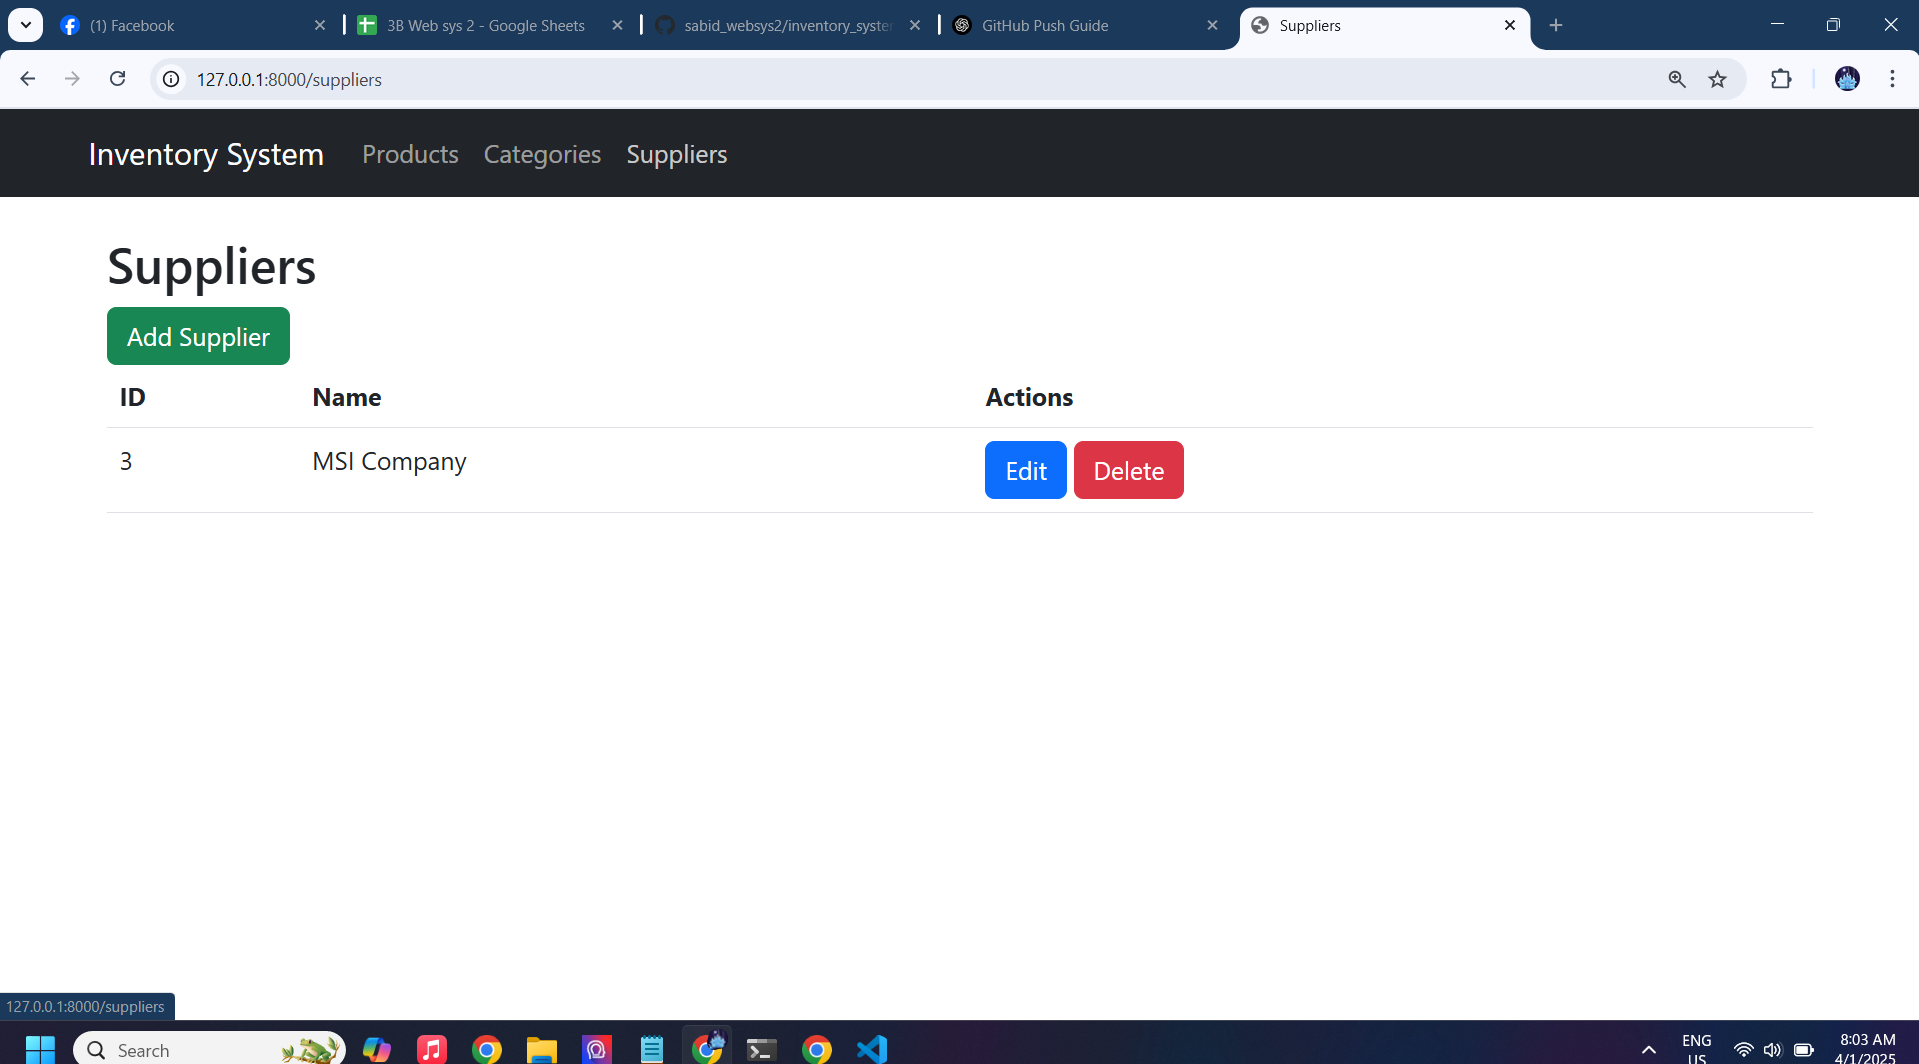 (1) Facebook
3B Web sys 2 - Google Sheets
sabid_websys2/inventory_syste
GitHub Push Guide
Suppliers
127.0.0.1:8000/suppliers
Inventory System Products Categories Suppliers
Suppliers
Add Supplier
ID Name Actions
3 MSI Company Edit Delete
127.0.0.1:8000/suppliers
Search
ENG
US
8:03 AM
4/1/2025